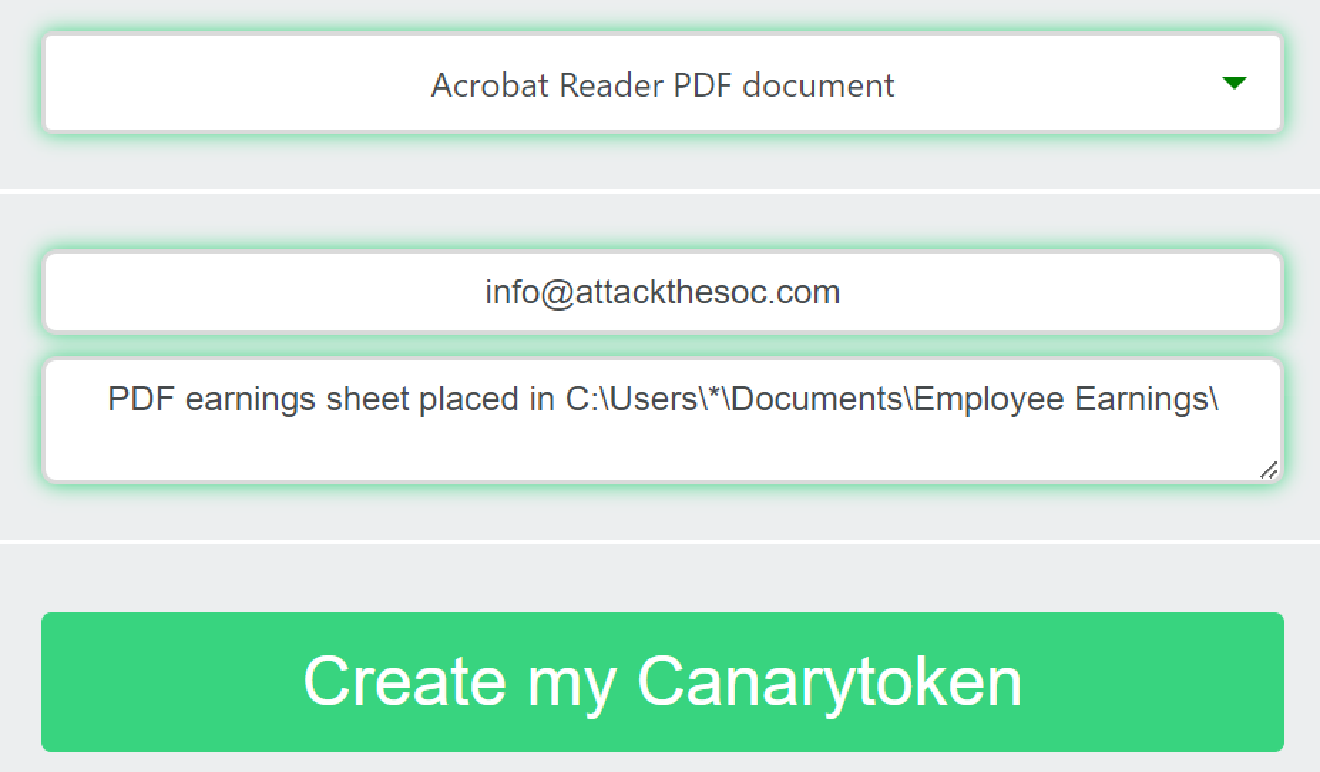 Acrobat Reader PDF document
info@attackthesoc.com
PDF earnings sheet placed in C:\Users\*\Documents\Employee Earnings\
Create my Canarytoken